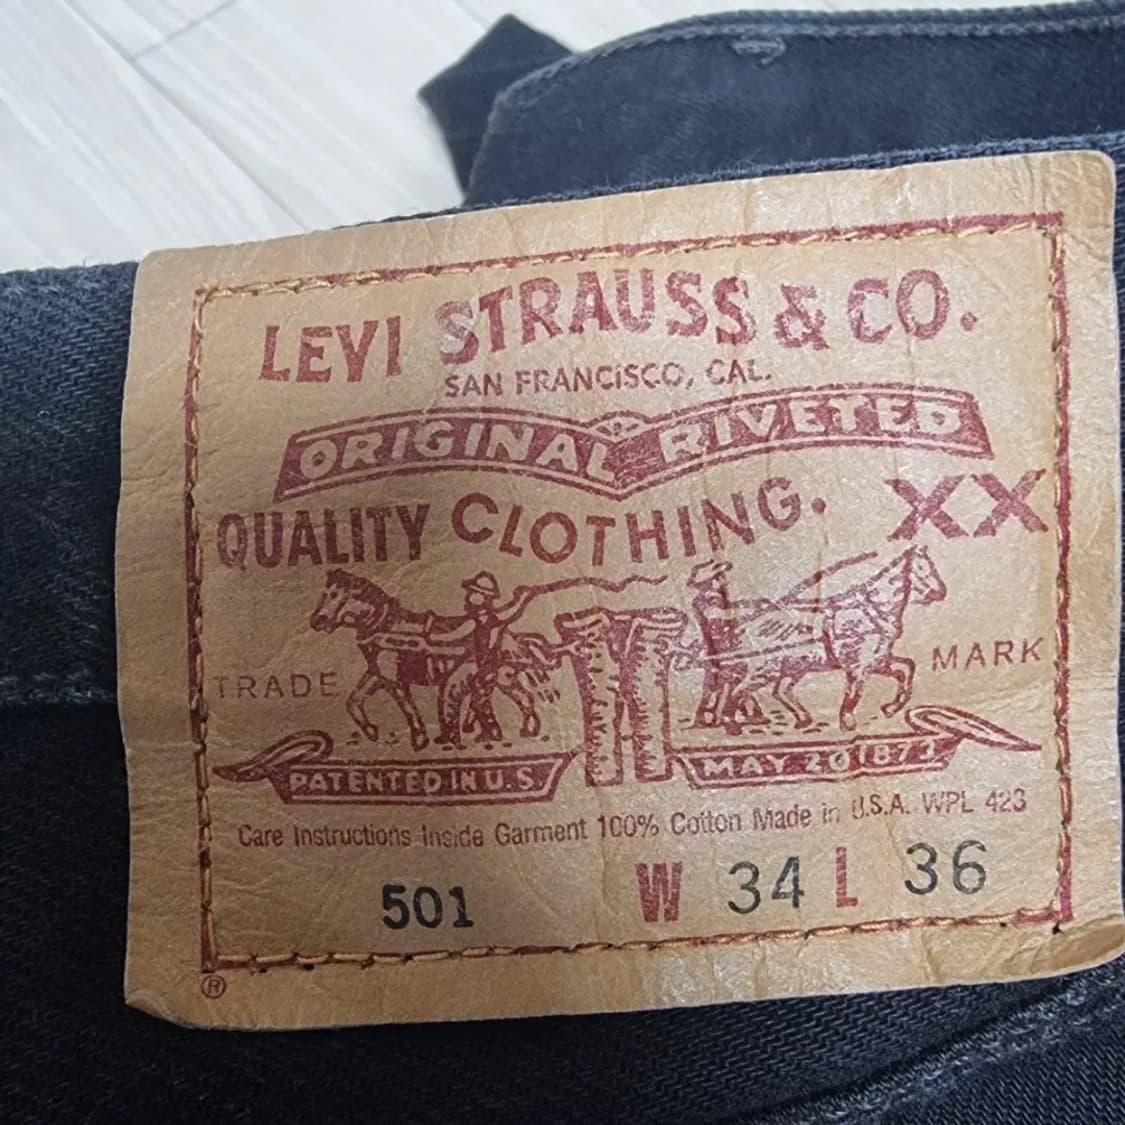 LEVI STRAUSS & CO.
SAN FRANCISCO, CAL.
ORIGINAL RIVETED
QUALITY CLOTHING. XX
TRADE MARK
PATENTED IN U.S. MAY 20 1873
Care Instructions Inside Garment 100% Cotton Made in U.S.A. WPL 423
501 W 34 L 36
®